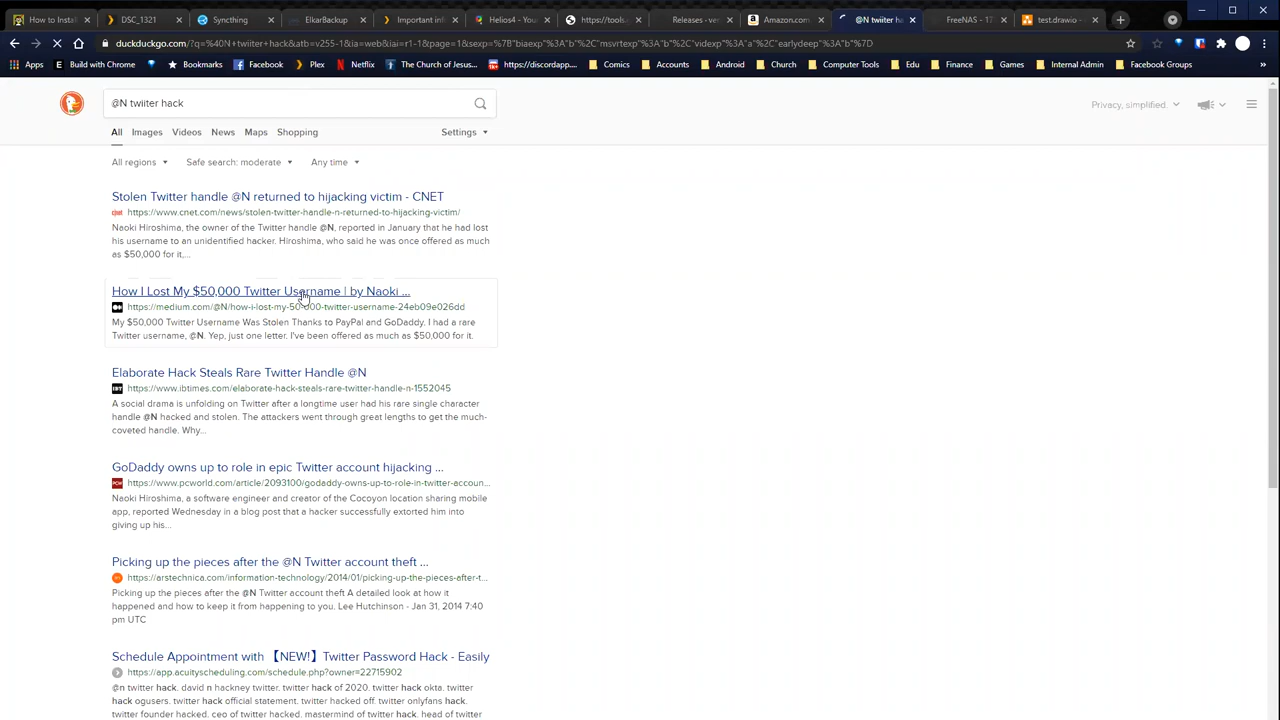 How to Install
DSC_1321
Syncthing
ElkarBackup
Important inf
Helios4 - You
https://tools.
Releases - ver
Amazon.com
@N twiiter h
FreeNAS - 13
test.drawio -
duckduckgo.com/?q=%40N+twiiter+hack&atb=v255-1&ia=web&iai=r1-1&page=1&sexp=%7B"biaexp"%3A"b"%2C"msvrtexp"%3A"b"%2C"videxp"%3A"a"%2C"earlydeep"%3A"b"%7D
Apps Build with Chrome Bookmarks Facebook Plex Netflix The Church of Jesus... https://discordapp... Comics Accounts Android Church Computer Tools Edu Finance Games Internal Admin Facebook Groups
@N twiiter hack
Privacy, simplified.
All Images Videos News Maps Shopping Settings
All regions Safe search: moderate Any time
Stolen Twitter handle @N returned to hijacking victim - CNET
https://www.cnet.com/news/stolen-twitter-handle-n-returned-to-hijacking-victim/
Naoki Hiroshima, the owner of the Twitter handle @N, reported in January that he had lost
his username to an unidentified hacker. Hiroshima, who said he was once offered as much
as $50,000 for it,...
How I Lost My $50,000 Twitter Username | by Naoki ...
https://medium.com/@N/how-i-lost-my-50-000-twitter-username-24eb09e026dd
My $50,000 Twitter Username Was Stolen Thanks to PayPal and GoDaddy. I had a rare
Twitter username, @N. Yep, just one letter. I've been offered as much as $50,000 for it.
Elaborate Hack Steals Rare Twitter Handle @N
https://www.ibtimes.com/elaborate-hack-steals-rare-twitter-handle-n-1552045
A social drama is unfolding on Twitter after a longtime user had his rare single character
handle @N hacked and stolen. The attackers went through great lengths to get the much-
coveted handle. Why...
GoDaddy owns up to role in epic Twitter account hijacking ...
https://www.pcworld.com/article/2093100/godaddy-owns-up-to-role-in-twitter-accoun...
Naoki Hiroshima, a software engineer and creator of the Cocoyon location sharing mobile
app, reported Wednesday in a blog post that a hacker successfully extorted him into
giving up his...
Picking up the pieces after the @N Twitter account theft ...
https://arstechnica.com/information-technology/2014/01/picking-up-the-pieces-after-t...
Picking up the pieces after the @N Twitter account theft A detailed look at how it
happened and how to keep it from happening to you. Lee Hutchinson - Jan 31, 2014 7:40
pm UTC
Schedule Appointment with 【NEW!】Twitter Password Hack - Easily
https://app.acuityscheduling.com/schedule.php?owner=22715902
@n twitter hack. david n hackney twitter. twitter hack of 2020. twitter hack okta. twitter
hack ogusers. twitter hack official statement. twitter hacked off. twitter onlyfans hack.
twitter founder hacked. ceo of twitter hacked. mastermind of twitter hack. head of twitter